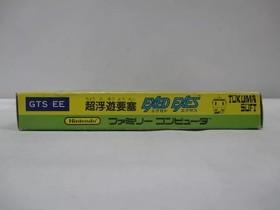 GTS-EE
超浮遊要塞 EXED EXES
TOKUMA SOFT
Nintendo ファミリー コンピュータ